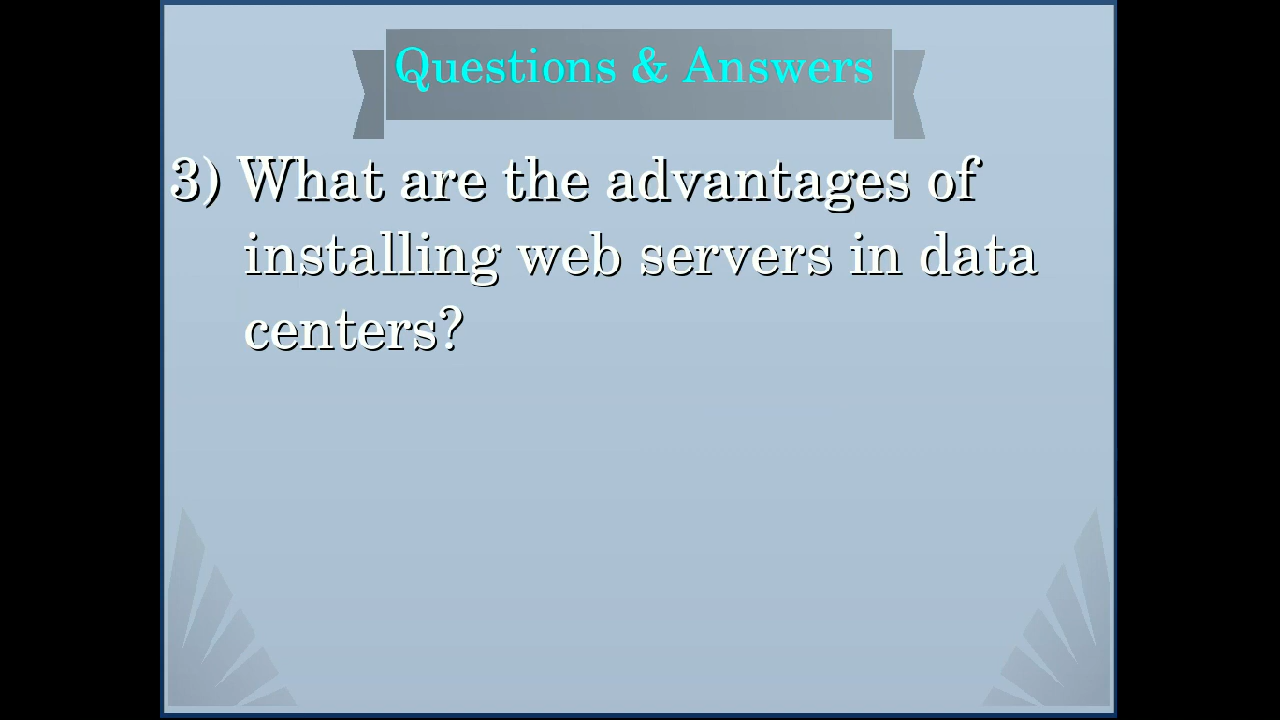 Questions & Answers
3) What are the advantages of
installing web servers in data
centers?